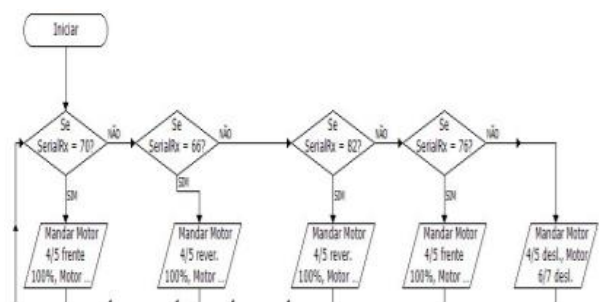 Iniciar
Se
SerialRx = 70?
NÃO
Se
SerialRx = 66?
NÃO
Se
SerialRx = 82?
NÃO
Se
SerialRx = 76?
NÃO
SIM
SIM
SIM
SIM
Mandar Motor
4/5 frente
100%, Motor ...
Mandar Motor
4/5 rever.
100%, Motor ...
Mandar Motor
4/5 rever.
100%, Motor ...
Mandar Motor
4/5 frente
100%, Motor ...
Mandar Motor
4/5 desl., Motor
6/7 desl.